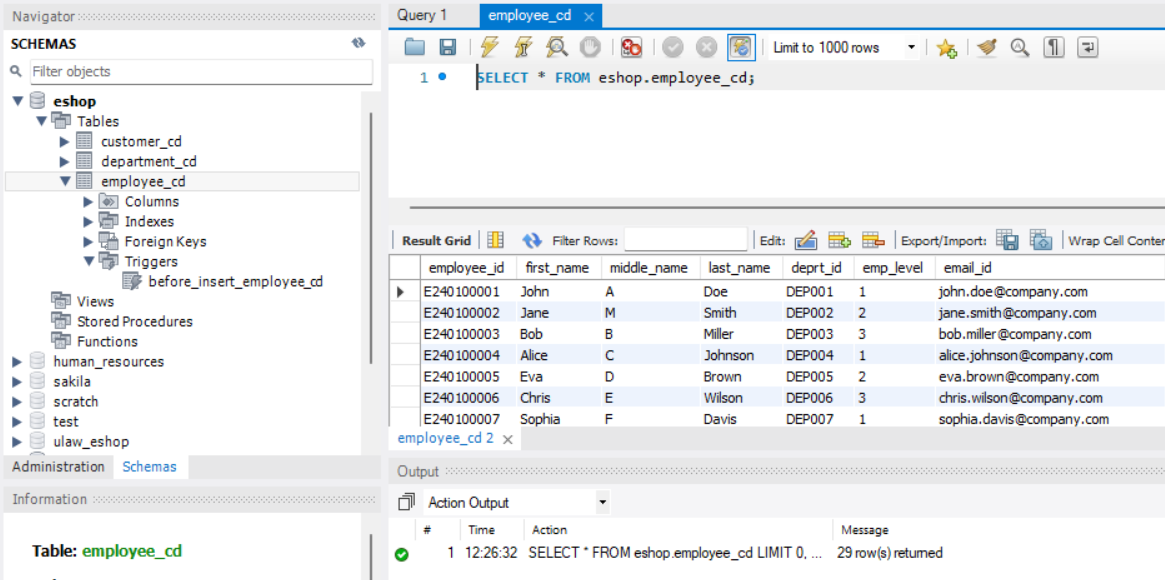 Navigator
SCHEMAS
Filter objects
eshop
Tables
customer_cd
department_cd
employee_cd
Columns
Indexes
Foreign Keys
Triggers
before_insert_employee_cd
Views
Stored Procedures
Functions
human_resources
sakila
scratch
test
ulaw_eshop
Administration Schemas
Information
Table: employee_cd
Query 1 employee_cd ×
Limit to 1000 rows
1 SELECT * FROM eshop.employee_cd;
Result Grid Filter Rows: Edit: Export/Import: Wrap Cell Conter
employee_id first_name middle_name last_name deprt_id emp_level email_id
E240100001 John A Doe DEP001 1 john.doe@company.com
E240100002 Jane M Smith DEP002 2 jane.smith@company.com
E240100003 Bob B Miller DEP003 3 bob.miller@company.com
E240100004 Alice C Johnson DEP004 1 alice.johnson@company.com
E240100005 Eva D Brown DEP005 2 eva.brown@company.com
E240100006 Chris E Wilson DEP006 3 chris.wilson@company.com
E240100007 Sophia F Davis DEP007 1 sophia.davis@company.com
employee_cd 2 ×
Output
Action Output
# Time Action Message
1 12:26:32 SELECT * FROM eshop.employee_cd LIMIT 0, ... 29 row(s) returned